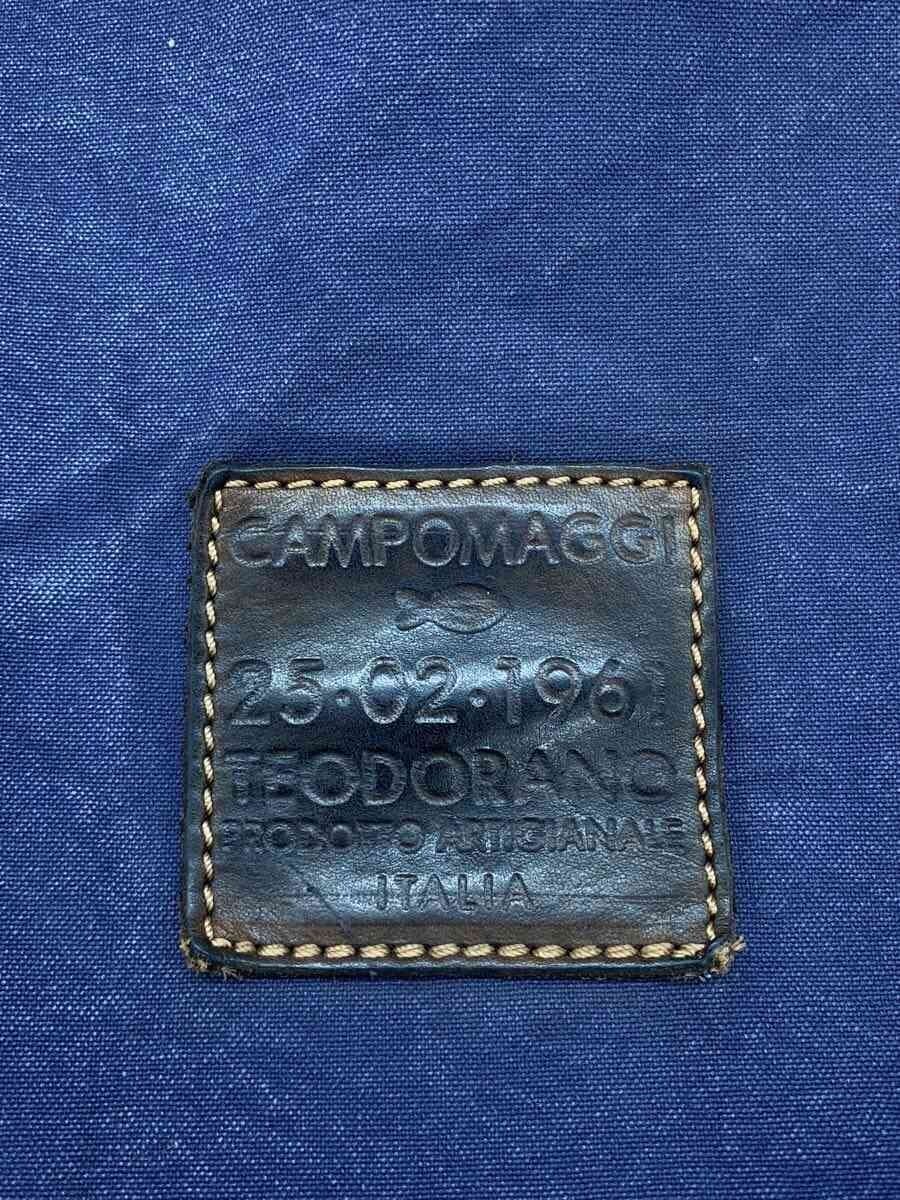 CAMPOMAGGI
25·02·1961
TEODORANO
PRODOTTO ARTIGIANALE
ITALIA